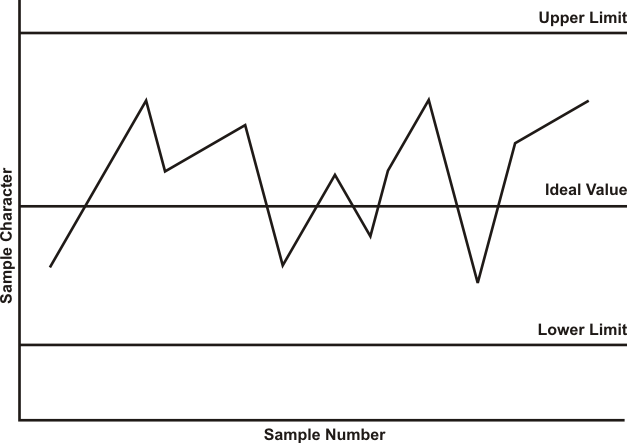 Upper Limit
Ideal Value
Sample Character
Lower Limit
Sample Number